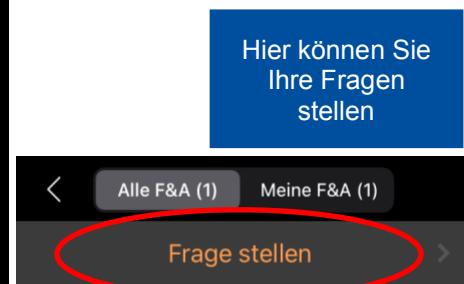 Hier können Sie
Ihre Fragen
stellen
Alle F&A (1) Meine F&A (1)
Frage stellen